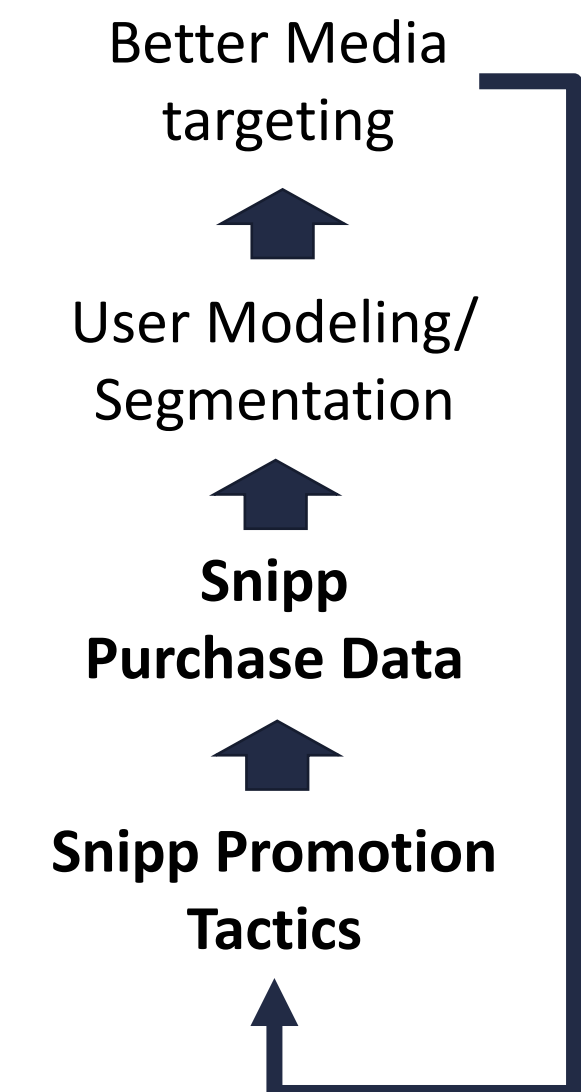 Better Media
targeting
User Modeling/
Segmentation
Snipp
Purchase Data
Snipp Promotion
Tactics